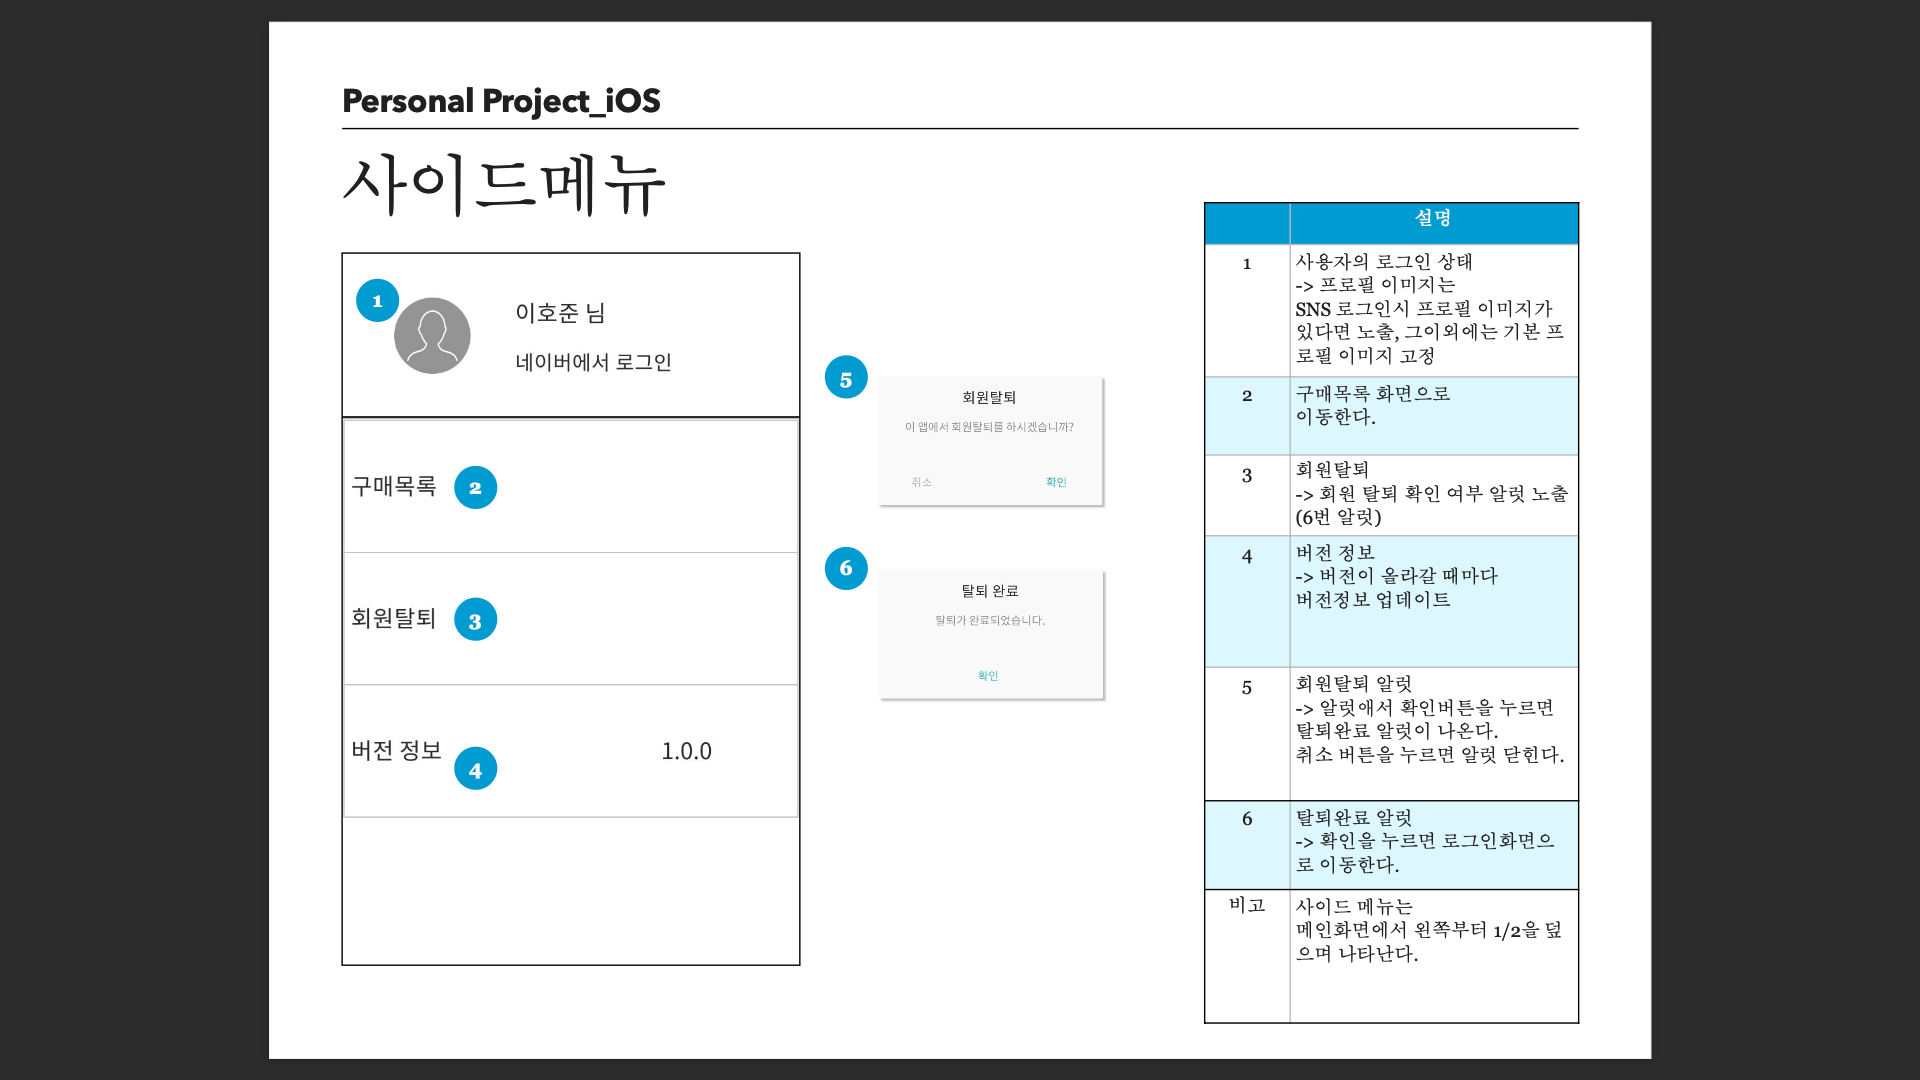 Personal Project_iOS
사이드메뉴
1
이호준 님
네이버에서 로그인
구매목록
2
회원탈퇴
3
버전 정보
4
1.0.0
5
회원탈퇴
이 앱에서 회원탈퇴를 하시겠습니까?
취소
확인
6
탈퇴 완료
탈퇴가 완료되었습니다.
확인
설명
1
사용자의 로그인 상태
-> 프로필 이미지는
SNS 로그인시 프로필 이미지가
있다면 노출, 그이외에는 기본 프
로필 이미지 고정
2
구매목록 화면으로
이동한다.
3
회원탈퇴
-> 회원 탈퇴 확인 여부 알럿 노출
(6번 알럿)
4
버전 정보
-> 버전이 올라갈 때마다
버전정보 업데이트
5
회원탈퇴 알럿
-> 알럿애서 확인버튼을 누르면
탈퇴완료 알럿이 나온다.
취소 버튼을 누르면 알럿 닫힌다.
6
탈퇴완료 알럿
-> 확인을 누르면 로그인화면으
로 이동한다.
비고
사이드 메뉴는
메인화면에서 왼쪽부터 1/2을 덮
으며 나타난다.